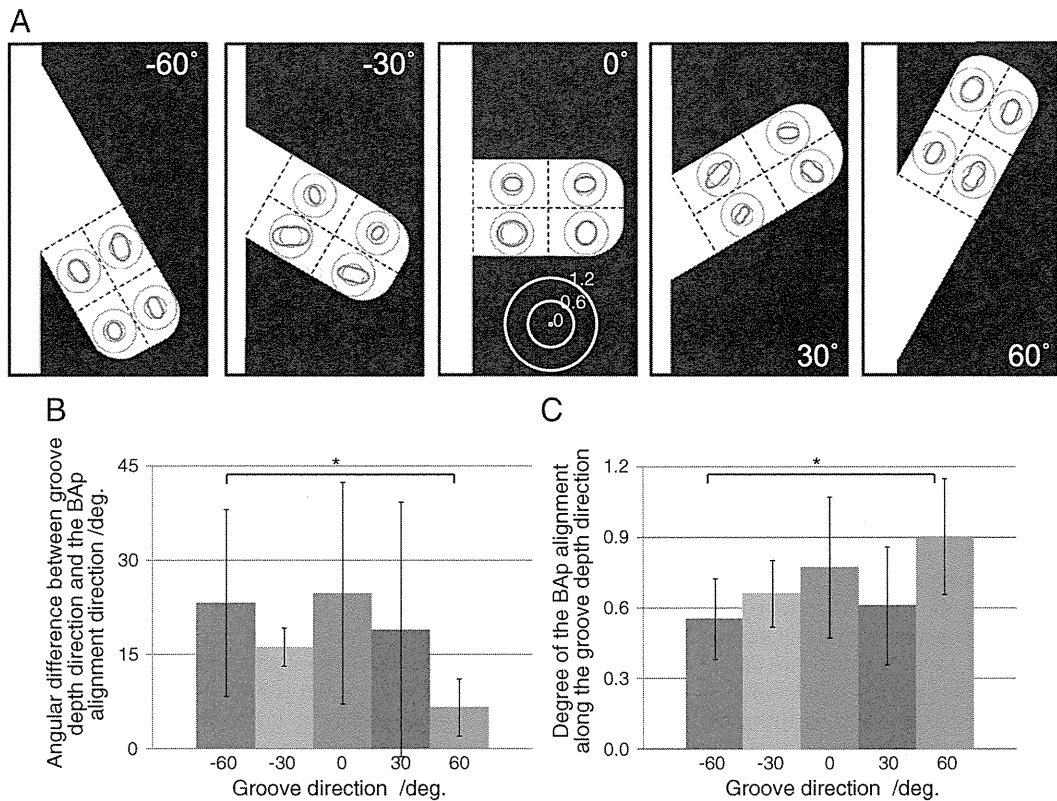 A
-60°
-30°
0°
30°
60°
1.2
0.6
0
B
Angular difference between groove
depth direction and the BAp
alignment direction /deg.
45
30
15
0
*
-60
-30
0
30
60
Groove direction /deg.
C
Degree of the BAp alignment
along the groove depth direction
1.2
0.9
0.6
0.3
0.0
*
-60
-30
0
30
60
Groove direction /deg.